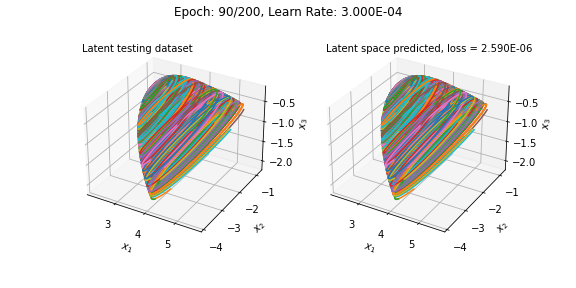 Epoch: 90/200, Learn Rate: 3.000E-04
Latent testing dataset
−0.5
−1.0
−1.5
−2.0
x₃
3
4
5
x₁
−4
−3
−2
−1
x₂
Latent space predicted, loss = 2.590E-06
−0.5
−1.0
−1.5
−2.0
x₃
3
4
5
x₁
−4
−3
−2
−1
x₂